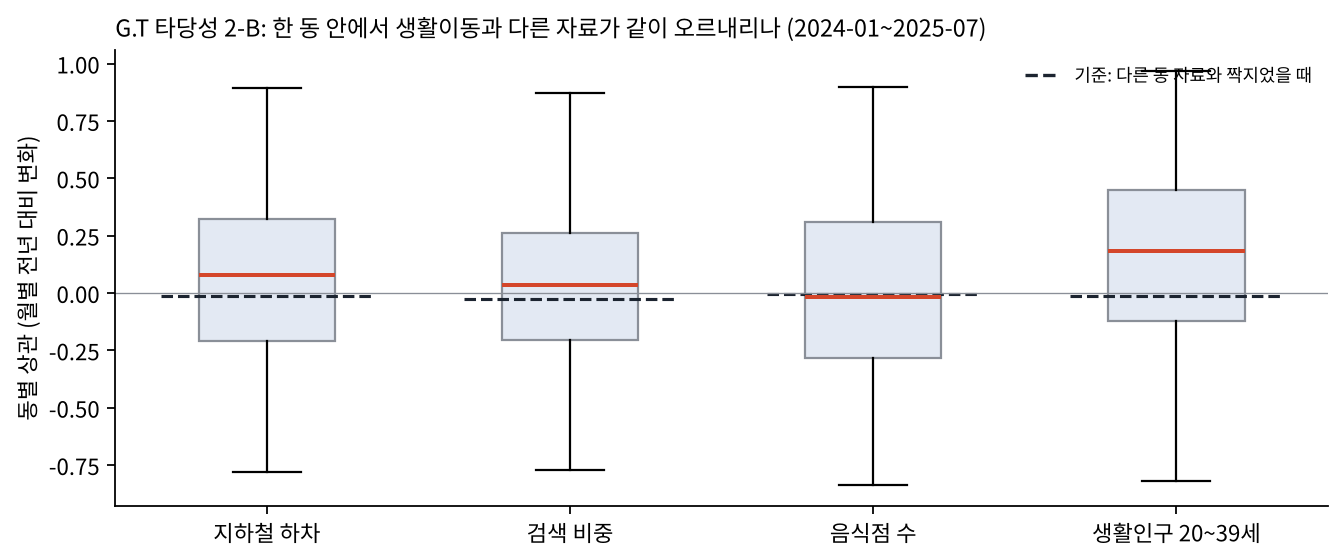 G.T 타당성 2-B: 한 동 안에서 생활이동과 다른 자료가 같이 오르내리나 (2024-01~2025-07)
기준: 다른 동 자료와 짝지었을 때
동별 상관 (월별 전년 대비 변화)
1.00
0.75
0.50
0.25
0.00
-0.25
-0.50
-0.75
지하철 하차
검색 비중
음식점 수
생활인구 20~39세